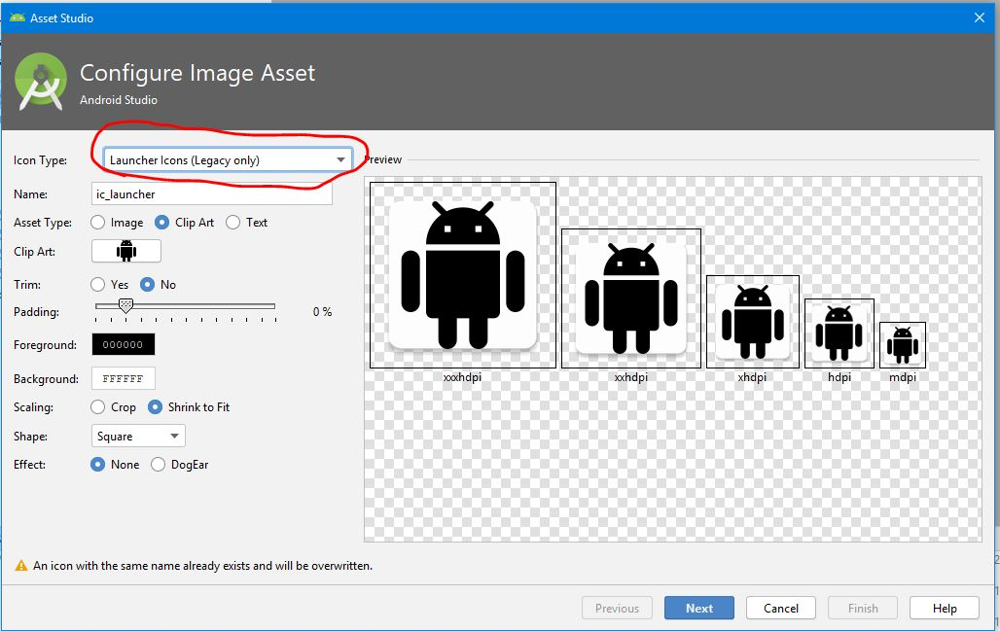 Asset Studio
Configure Image Asset
Android Studio
Icon Type: Launcher Icons (Legacy only)
Preview
Name: ic_launcher
Asset Type: Image Clip Art Text
Clip Art:
Trim: Yes No
Padding: 0 %
Foreground: 000000
Background: FFFFFF
Scaling: Crop Shrink to Fit
Shape: Square
Effect: None DogEar
xxxhdpi xxhdpi xhdpi hdpi mdpi
An icon with the same name already exists and will be overwritten.
Previous Next Cancel Finish Help